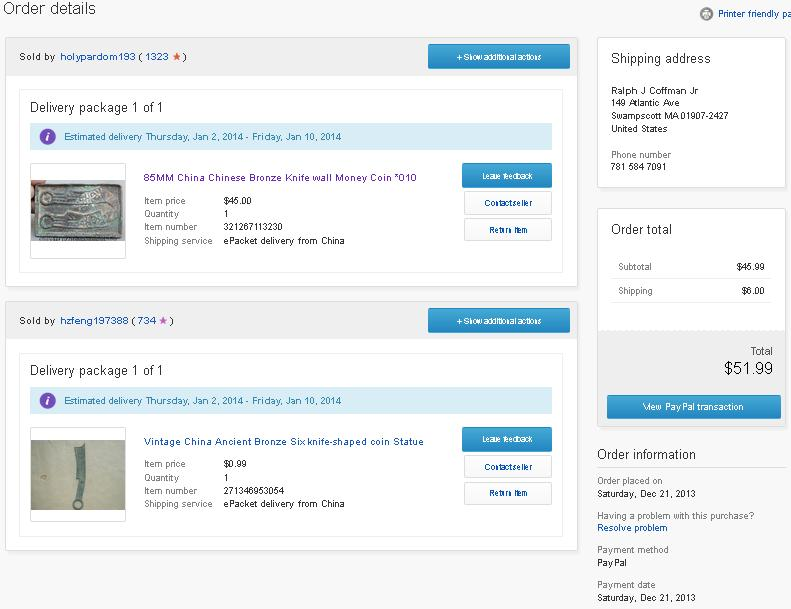 Order details
Printer friendly pa
Sold by holypardom193 ( 1323 ★ )
+ Show additional actions
Delivery package 1 of 1
i Estimated delivery Thursday, Jan 2, 2014 - Friday, Jan 10, 2014
85MM China Chinese Bronze Knife wall Money Coin *010
Item price $45.00
Quantity 1
Item number 321267113230
Shipping service ePacket delivery from China
Leave feedback
Contact seller
Return item
Sold by hzfeng197388 ( 734 ★ )
+ Show additional actions
Delivery package 1 of 1
i Estimated delivery Thursday, Jan 2, 2014 - Friday, Jan 10, 2014
Vintage China Ancient Bronze Six knife-shaped coin Statue
Item price $0.99
Quantity 1
Item number 271346953054
Shipping service ePacket delivery from China
Leave feedback
Contact seller
Return item
Shipping address
Ralph J Coffman Jr
149 Atlantic Ave
Swampscott MA 01907-2427
United States
Phone number
781 584 7091
Order total
Subtotal $45.99
Shipping $6.00
Total
$51.99
View PayPal transaction
Order information
Order placed on
Saturday, Dec 21, 2013
Having a problem with this purchase?
Resolve problem
Payment method
PayPal
Payment date
Saturday, Dec 21, 2013